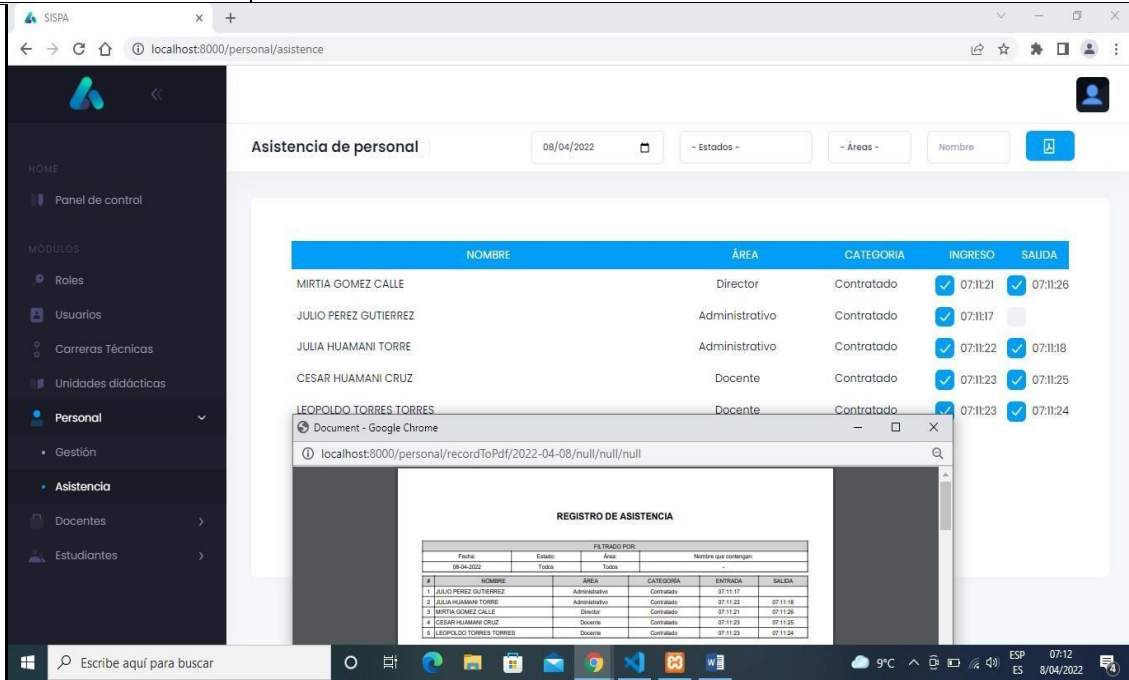 SISPA
localhost:8000/personal/asistence
Asistencia de personal 08/04/2022 - Estados - - Áreas - Nombre
HOME
Panel de control
MÓDULOS
Roles
Usuarios
Carreras Técnicas
Unidades didácticas
Personal
Gestión
Asistencia
Docentes
Estudiantes
NOMBRE ÁREA CATEGORIA INGRESO SALIDA
MIRTIA GOMEZ CALLE Director Contratado 07:11:21 07:11:26
JULIO PEREZ GUTIERREZ Administrativo Contratado 07:11:17
JULIA HUAMANI TORRE Administrativo Contratado 07:11:22 07:11:18
CESAR HUAMANI CRUZ Docente Contratado 07:11:23 07:11:25
LEOPOLDO TORRES TORRES Docente Contratado 07:11:23 07:11:24
Document - Google Chrome
localhost:8000/personal/recordToPdf/2022-04-08/null/null/null
REGISTRO DE ASISTENCIA
FILTRADO POR:
Fecha: Estado: Área: Nombre que contengan:
08-04-2022 Todos Todos -
# NOMBRE ÁREA CATEGORÍA ENTRADA SALIDA
1 JULIO PEREZ GUTIERREZ Administrativo Contratado 07:11:17
2 JULIA HUAMANI TORRE Administrativo Contratado 07:11:22 07:11:18
3 MIRTIA GOMEZ CALLE Director Contratado 07:11:21 07:11:26
4 CESAR HUAMANI CRUZ Docente Contratado 07:11:23 07:11:25
5 LEOPOLDO TORRES TORRES Docente Contratado 07:11:23 07:11:24
Escribe aquí para buscar 9°C ESP 07:12
ES 8/04/2022